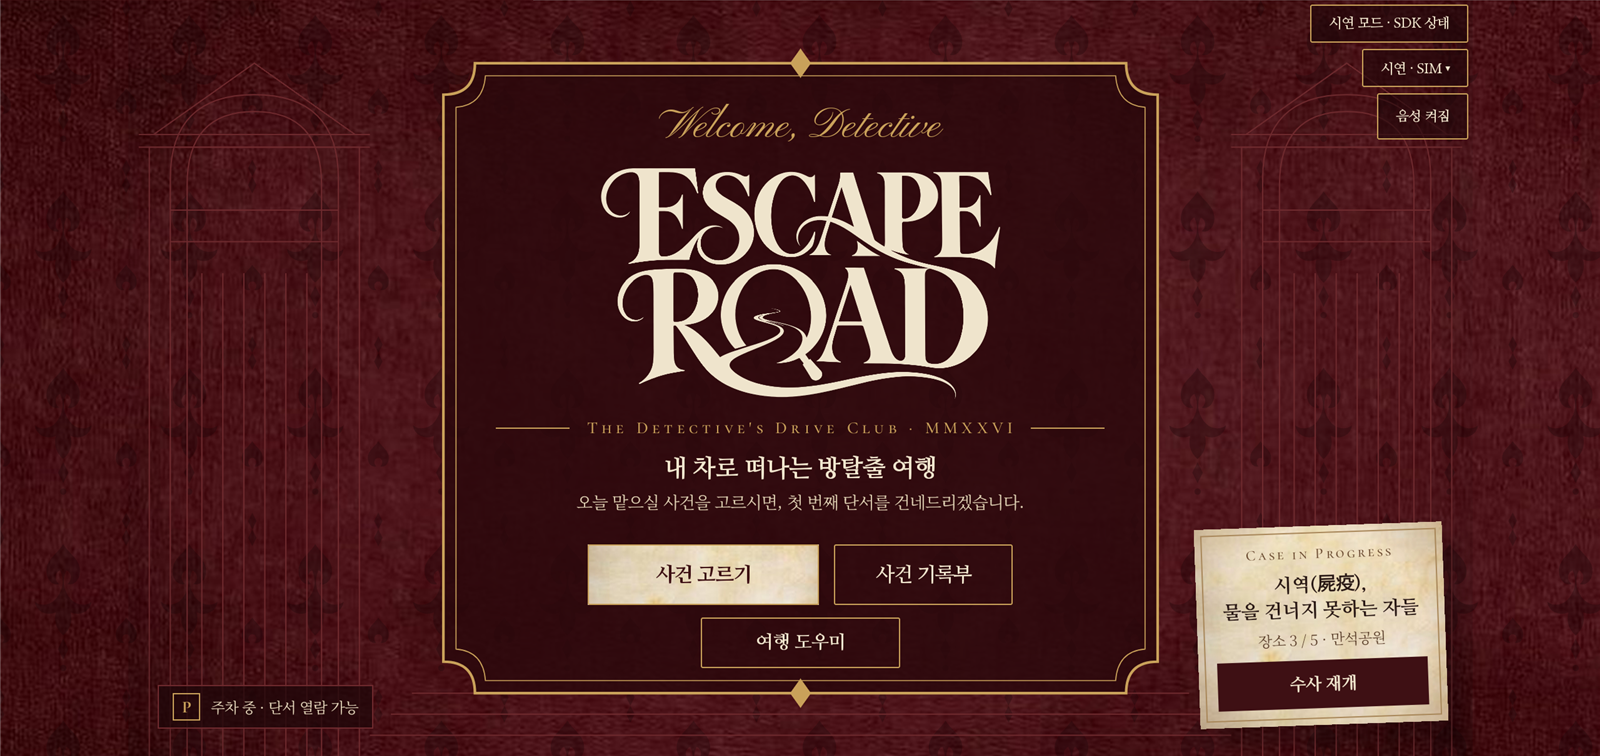 시연 모드 · SDK 상태
시연 · SIM ▾
음성 켜짐
Welcome, Detective
ESCAPE
ROAD
THE DETECTIVE'S DRIVE CLUB · MMXXVI
내 차로 떠나는 방탈출 여행
오늘 맡으실 사건을 고르시면, 첫 번째 단서를 건네드리겠습니다.
사건 고르기
사건 기록부
여행 도우미
P 주차 중 · 단서 열람 가능
CASE IN PROGRESS
시역(屍疫),
물을 건너지 못하는 자들
장소 3 / 5 · 만석공원
수사 재개